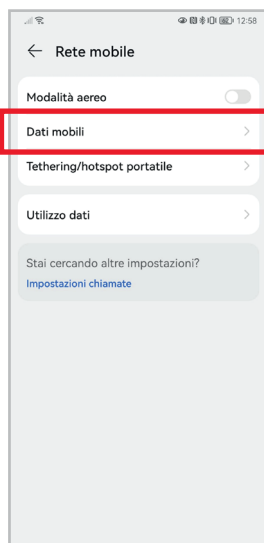 12:58
Rete mobile
Modalità aereo
Dati mobili
Tethering/hotspot portatile
Utilizzo dati
Stai cercando altre impostazioni?
Impostazioni chiamate